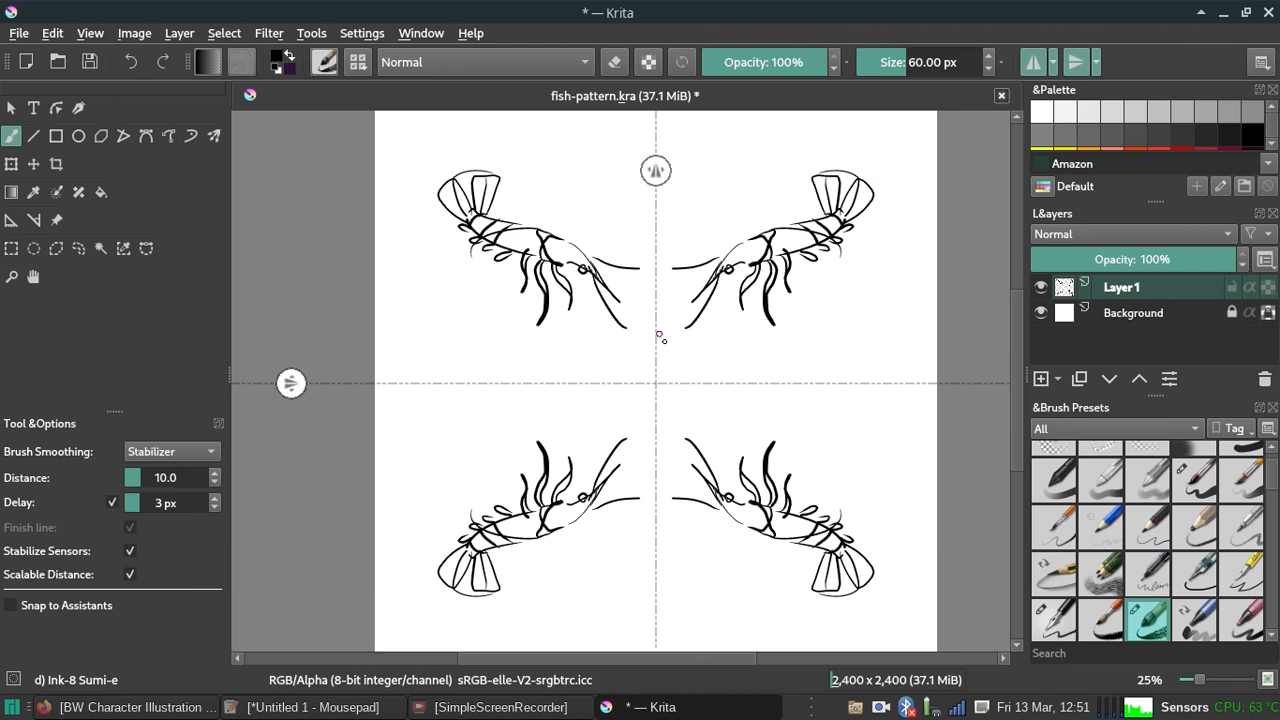 * — Krita
File Edit View Image Layer Select Filter Tools Settings Window Help
Normal Opacity: 100% Size: 60.00 px
fish-pattern.kra (37.1 MiB) *
&Palette
Amazon
Default
L&ayers
Normal
Opacity: 100%
Layer 1
Background
Tool &Options
Brush Smoothing: Stabilizer
Distance: 10.0
Delay: 3 px
Finish line:
Stabilize Sensors:
Scalable Distance:
Snap to Assistants
&Brush Presets
All Tag
Search
d) Ink-8 Sumi-e RGB/Alpha (8-bit integer/channel) sRGB-elle-V2-srgbtrc.icc 2,400 x 2,400 (37.1 MiB) 25%
[BW Character Illustration [*Untitled 1 - Mousepad] [SimpleScreenRecorder] * — Krita Fri 13 Mar, 12:51 Sensors CPU: 63 °C